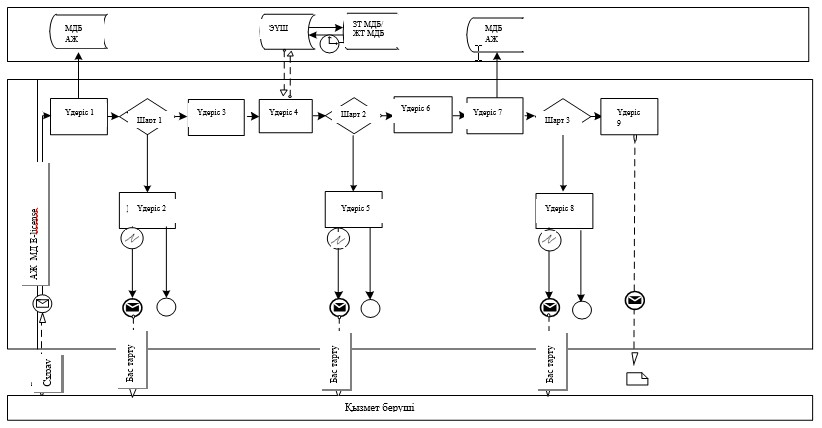 МДБ
АЖ
ЭҮШ
ЗТ МДБ/
ЖТ МДБ
МДБ
АЖ
Үдеріс 1
Шарт 1
Үдеріс 3
Үдеріс 4
Шарт 2
Үдеріс 6
Үдеріс 7
Шарт 3
Үдеріс
9
Үдеріс 2
Үдеріс 5
Үдеріс 8
АЖ МД E-license
Бас тарту
Бас тарту
Бас тарту
Қызмет беруші